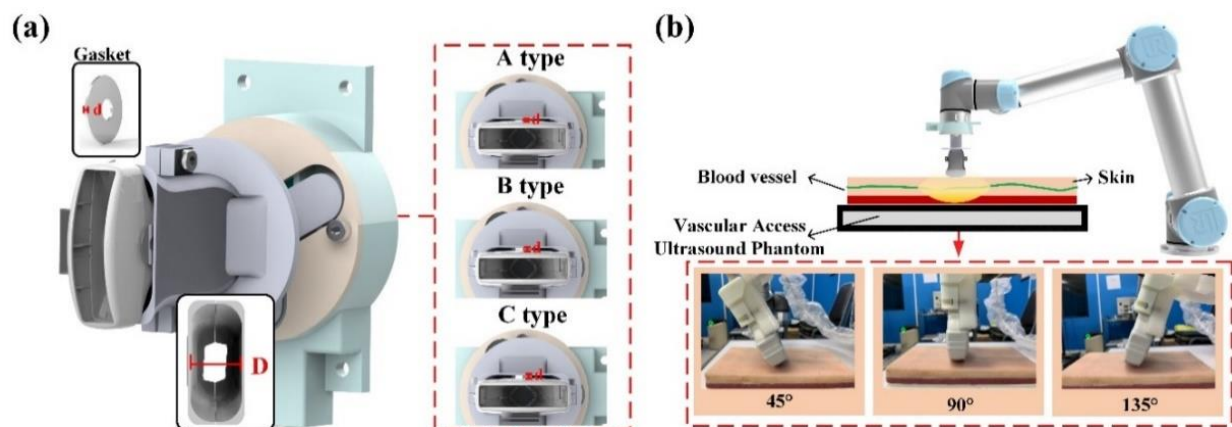 (a)
Gasket
d
D
A type
d
B type
d
C type
d
(b)
Blood vessel
Skin
Vascular Access
Ultrasound Phantom
45°
90°
135°